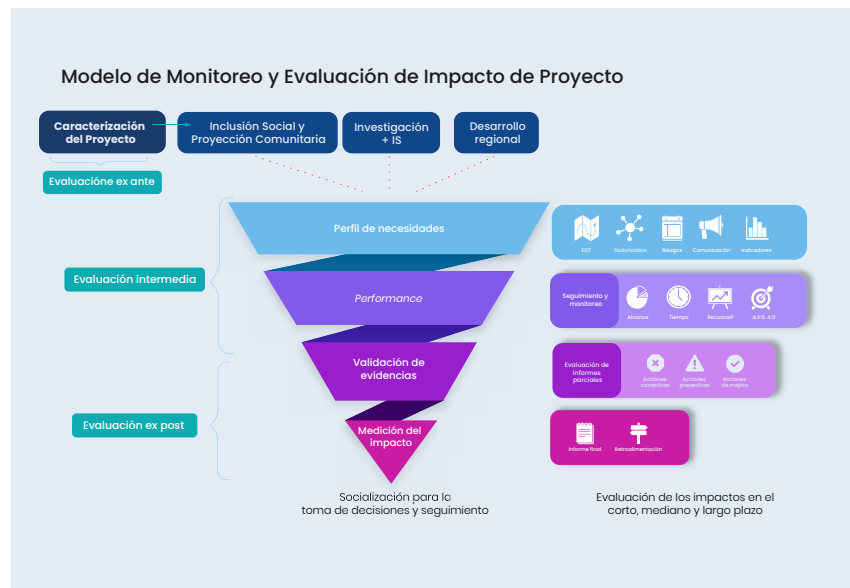 Modelo de Monitoreo y Evaluación de Impacto de Proyecto
Caracterización
del Proyecto
Inclusión Social y
Proyección Comunitaria
Investigación
+ IS
Desarrollo
regional
Evaluacióne ex ante
Perfil de necesidades
EDT
Stakeholders
Riesgos
Comunicación
Indicadores
Evaluación intermedia
Performance
Seguimiento y
monitoreo
Alcance
Tiempo
RecursosP
A.P.S. 4.0
Validación de
evidencias
Evaluación de
informes
parciales
Acciones
correctivas
Acciones
preventivas
Acciones
de mejora
Evaluación ex post
Medición del
impacto
Informe final
Retroalimentación
Socialización para la
toma de decisiones y seguimiento
Evaluación de los impactos en el
corto, mediano y largo plazo